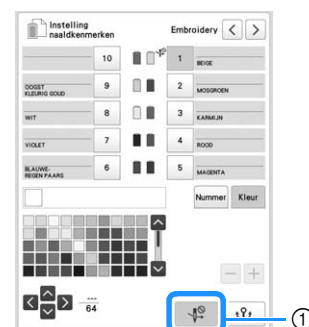 Instelling
naaldkenmerken
Embroidery
10
1
BEIGE
OOGST
KLEURIG GOUD
9
2
MOSGROEN
WIT
8
3
KARMIJN
VIOLET
7
4
ROOD
BLAUWE-
REGEN PAARS
6
5
MAGENTA
Nummer
Kleur
---
64
①